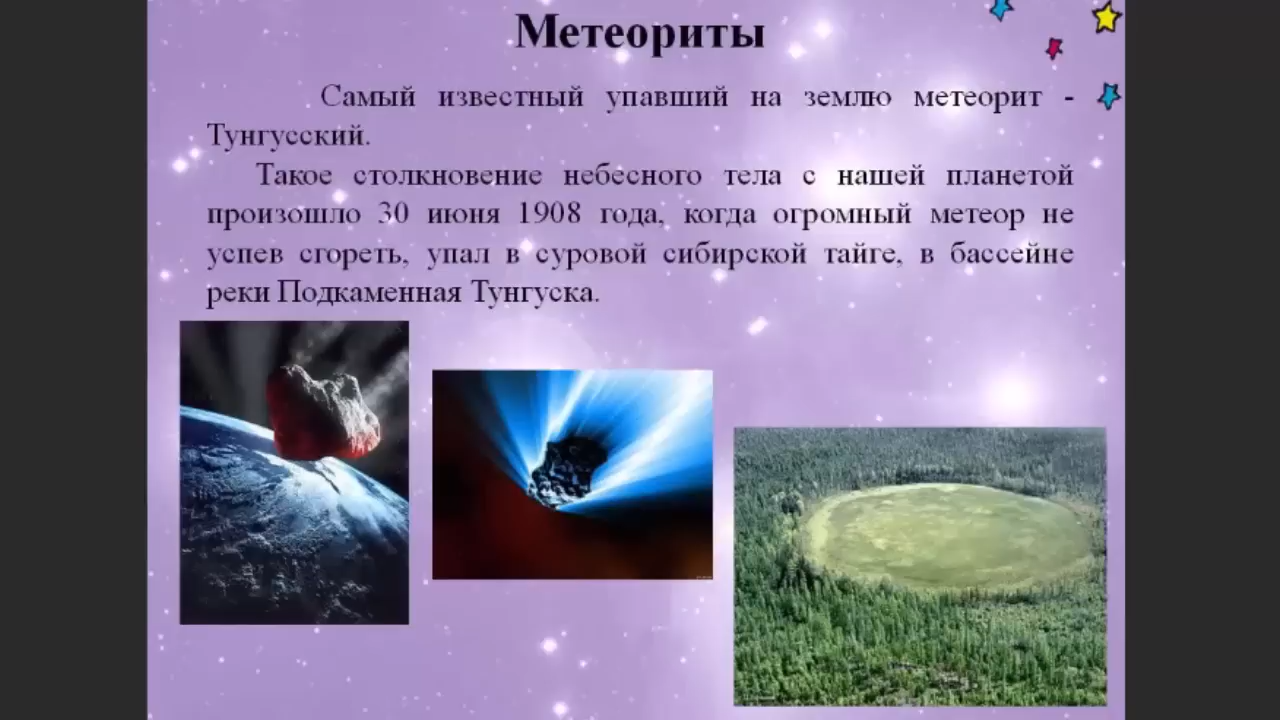 Метеориты
Самый известный упавший на землю метеорит -
Тунгусский.
Такое столкновение небесного тела с нашей планетой
произошло 30 июня 1908 года, когда огромный метеор не
успев сгореть, упал в суровой сибирской тайге, в бассейне
реки Подкаменная Тунгуска.